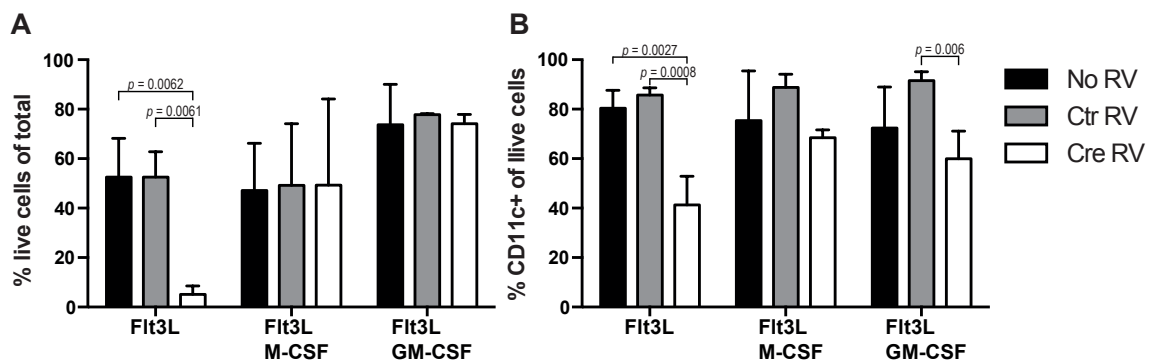 A
% live cells of total
100
80
60
40
20
0
p = 0.0062
p = 0.0061
Flt3L
Flt3L
M-CSF
Flt3L
GM-CSF
B
% CD11c+ of live cells
100
80
60
40
20
0
p = 0.0027
p = 0.0008
p = 0.006
Flt3L
Flt3L
M-CSF
Flt3L
GM-CSF
No RV
Ctr RV
Cre RV